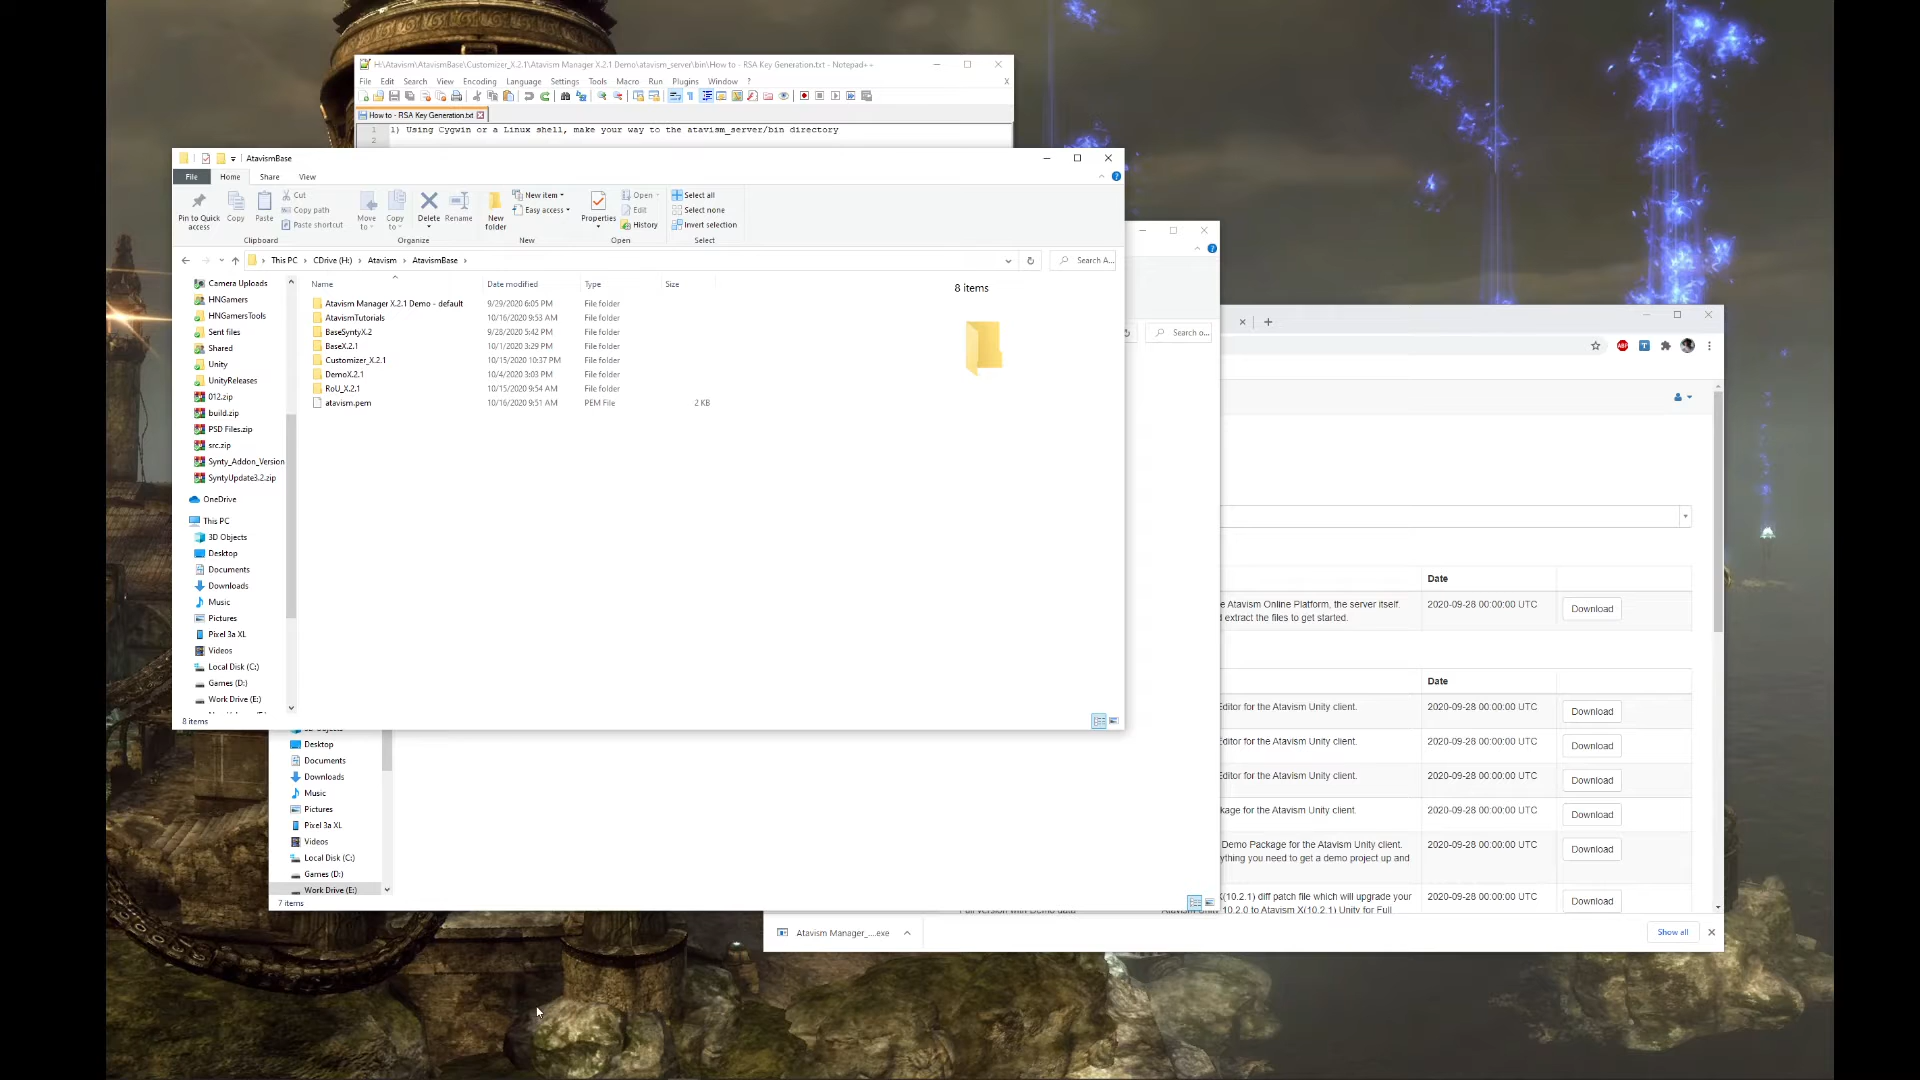 H:\Atavism\AtavismBase\Customizer_X.2.1\Atavism Manager X.2.1 Demo\atavism_server\bin\How to - RSA Key Generation.txt - Notepad++
File Edit Search View Encoding Language Settings Tools Macro Run Plugins Window ? X
How to - RSA Key Generation.txt
1 1) Using Cygwin or a Linux shell, make your way to the atavism_server/bin directory
2
AtavismBase
File Home Share View
Pin to Quick access
Copy
Paste
Cut
Copy path
Paste shortcut
Clipboard
Move to
Copy to
Delete
Rename
Organize
New folder
New item
Easy access
New
Properties
Open
Edit
History
Open
Select all
Select none
Invert selection
Select
This PC > CDrive (H:) > Atavism > AtavismBase >
Search A...
Camera Uploads
HNGamers
HNGamersTools
Sent files
Shared
Unity
UnityReleases
012.zip
build.zip
PSD Files.zip
src.zip
Synty_Addon_Version
SyntyUpdate3.2.zip
OneDrive
This PC
3D Objects
Desktop
Documents
Downloads
Music
Pictures
Pixel 3a XL
Videos
Local Disk (C:)
Games (D:)
Work Drive (E:)
8 items
Name Date modified Type Size
Atavism Manager X.2.1 Demo - default 9/29/2020 6:05 PM File folder
AtavismTutorials 10/16/2020 9:53 AM File folder
BaseSyntyX.2 9/28/2020 5:42 PM File folder
BaseX.2.1 10/1/2020 3:29 PM File folder
Customizer_X.2.1 10/15/2020 10:37 PM File folder
DemoX.2.1 10/4/2020 3:03 PM File folder
RoU_X.2.1 10/15/2020 9:54 AM File folder
atavism.pem 10/16/2020 9:51 AM PEM File 2 KB
8 items
Search o...
Desktop
Documents
Downloads
Music
Pictures
Pixel 3a XL
Videos
Local Disk (C:)
Games (D:)
Work Drive (E:)
7 items
ABP
T
Date
e Atavism Online Platform, the server itself. 2020-09-28 00:00:00 UTC Download
d extract the files to get started.
Date
Editor for the Atavism Unity client. 2020-09-28 00:00:00 UTC Download
Editor for the Atavism Unity client. 2020-09-28 00:00:00 UTC Download
Editor for the Atavism Unity client. 2020-09-28 00:00:00 UTC Download
kage for the Atavism Unity client. 2020-09-28 00:00:00 UTC Download
Demo Package for the Atavism Unity client. 2020-09-28 00:00:00 UTC Download
ything you need to get a demo project up and
X(10.2.1) diff patch file which will upgrade your 2020-09-28 00:00:00 UTC Download
Atavism Unity 10.2.0 to Atavism X(10.2.1) Unity for Full
Full version with Demo data
Atavism Manager_....exe
Show all